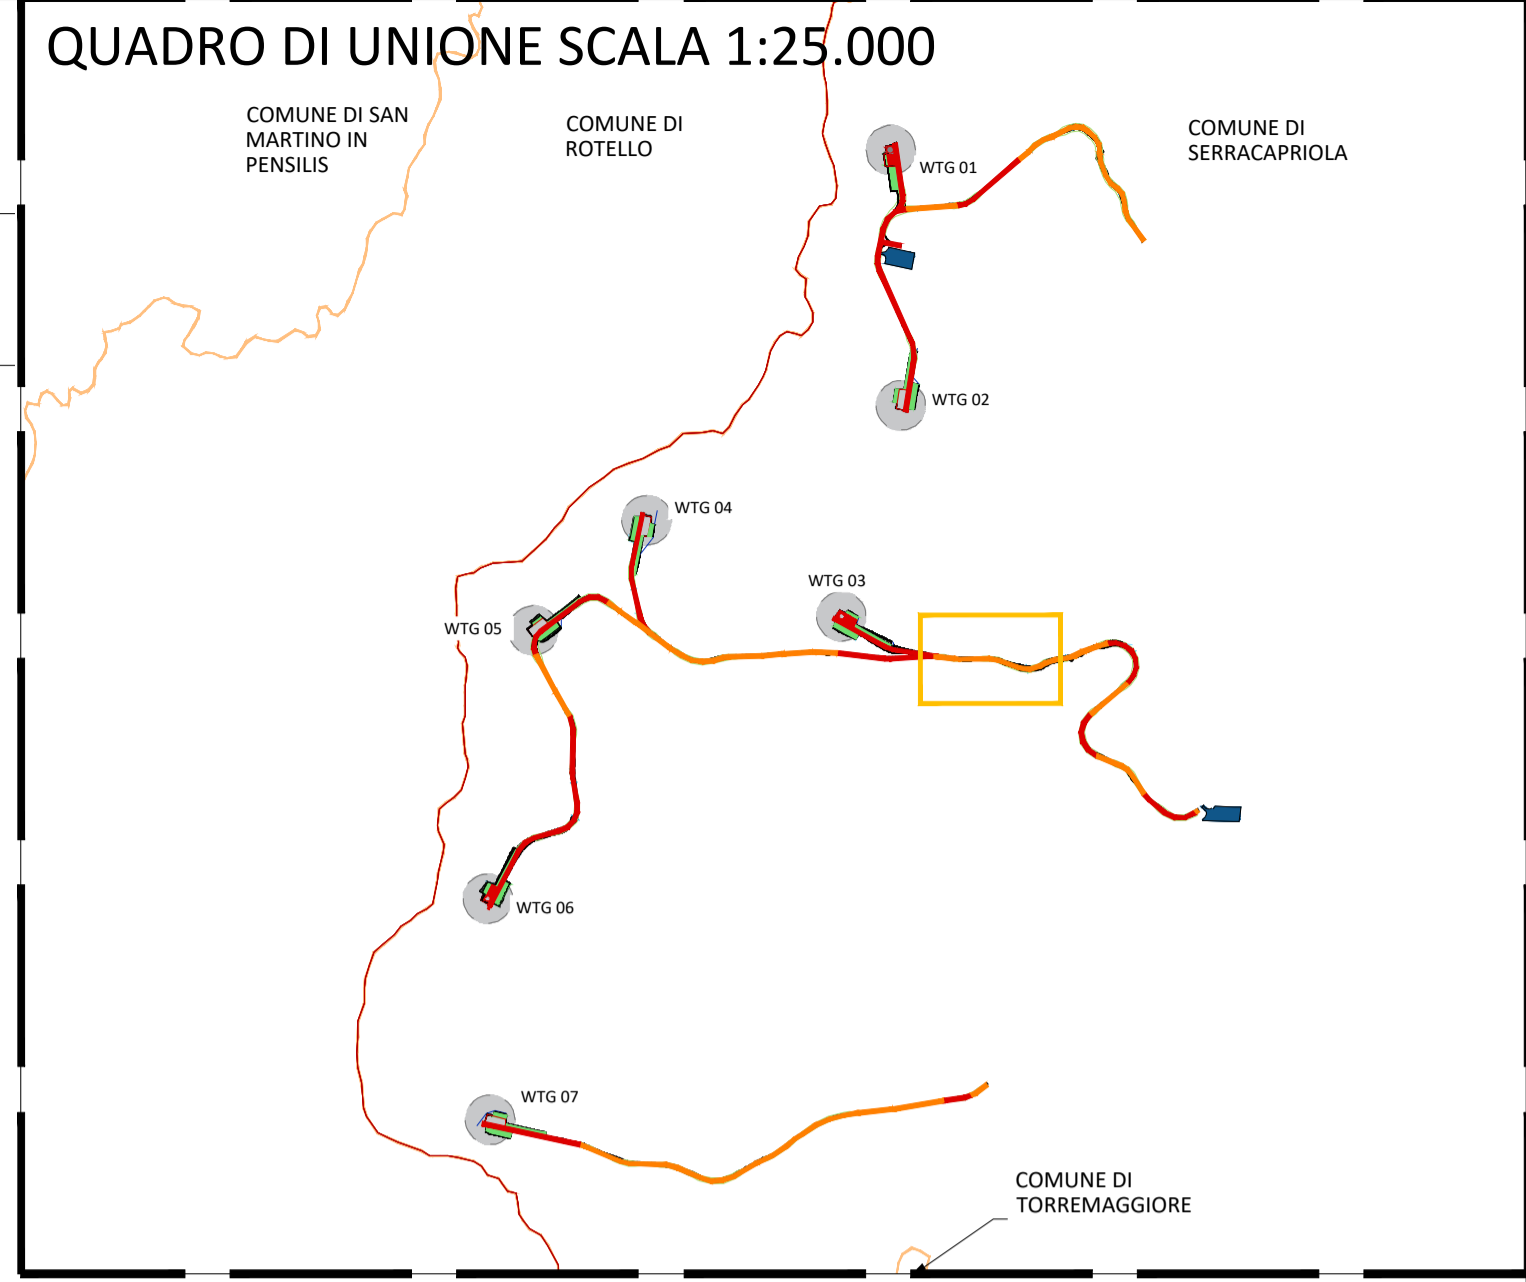 QUADRO DI UNIONE SCALA 1:25.000
COMUNE DI SAN
MARTINO IN
PENSILIS
COMUNE DI
ROTELLO
COMUNE DI
SERRACAPRIOLA
WTG 01
WTG 02
WTG 04
WTG 03
WTG 05
WTG 06
WTG 07
COMUNE DI
TORREMAGGIORE